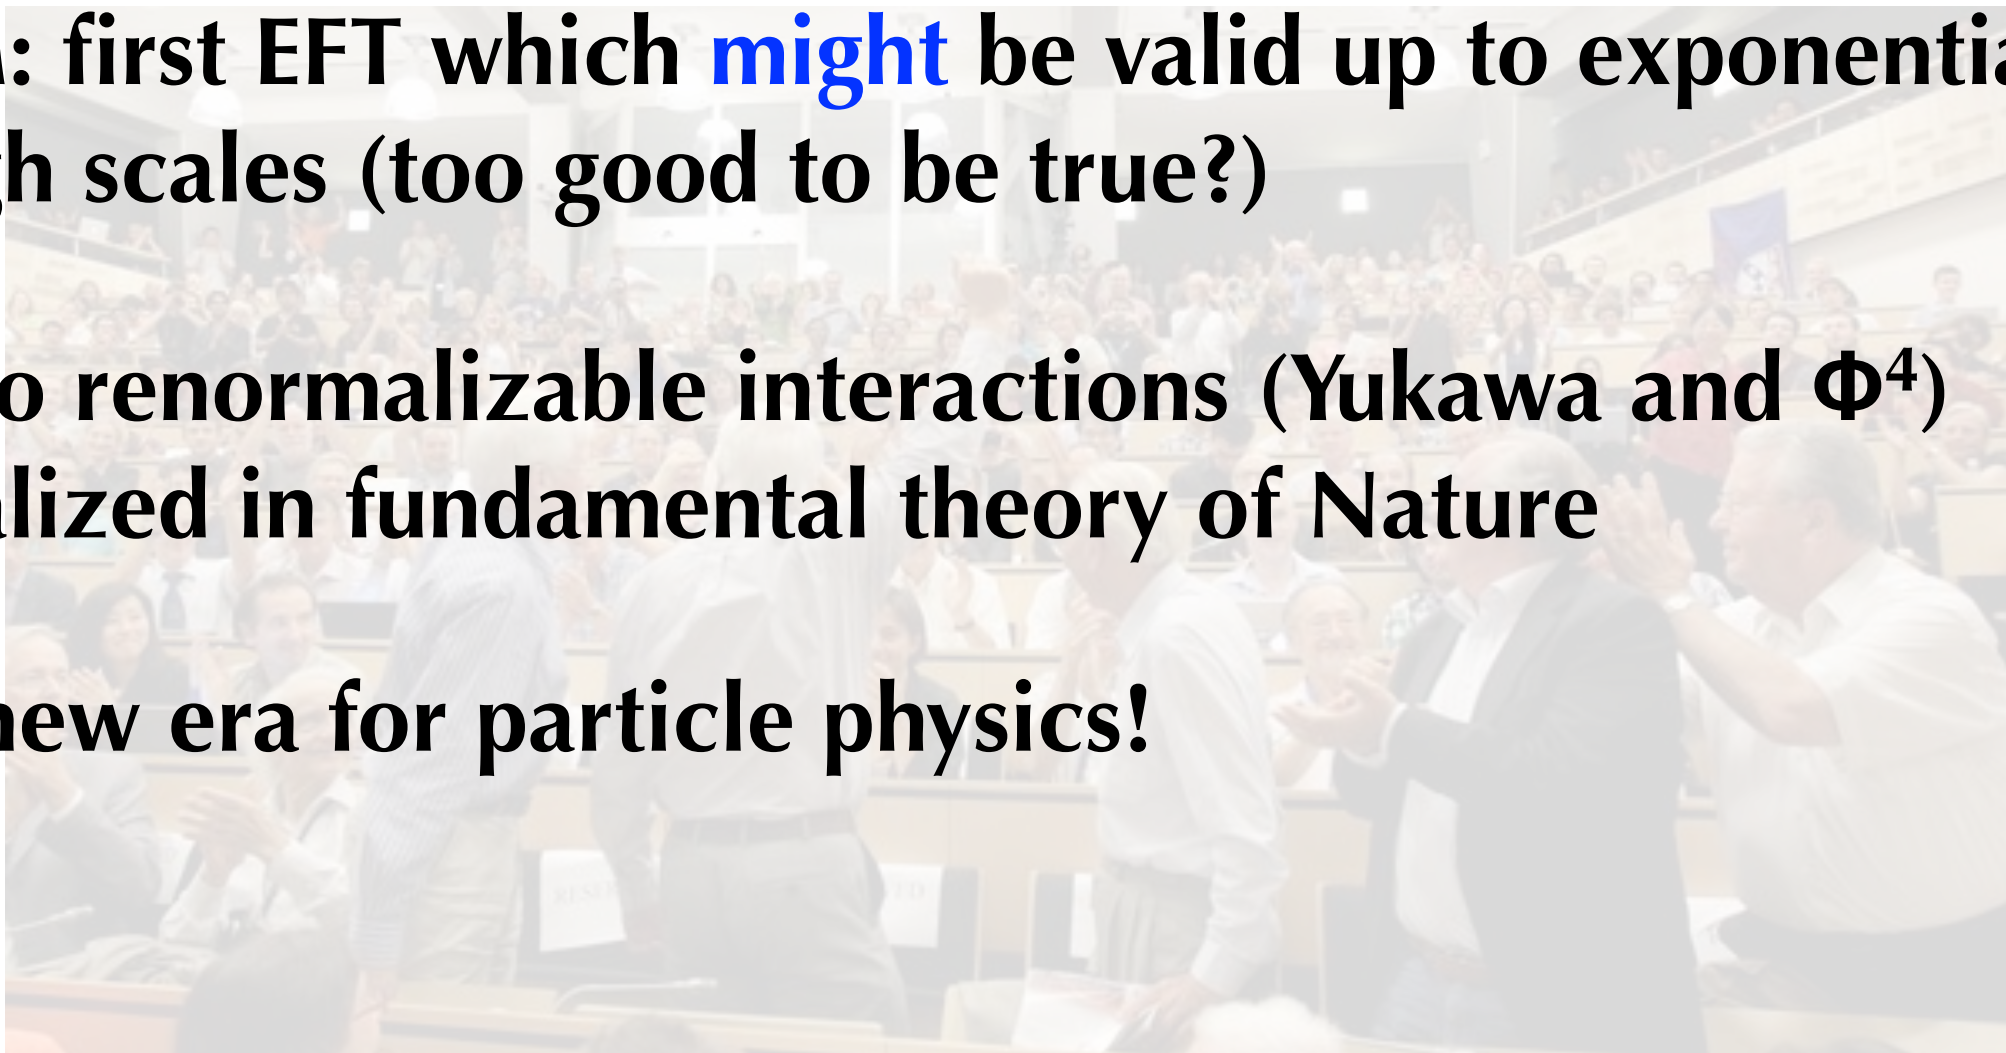 : first EFT which might be valid up to exponentia
h scales (too good to be true?)
o renormalizable interactions (Yukawa and Φ⁴)
alized in fundamental theory of Nature
new era for particle physics!